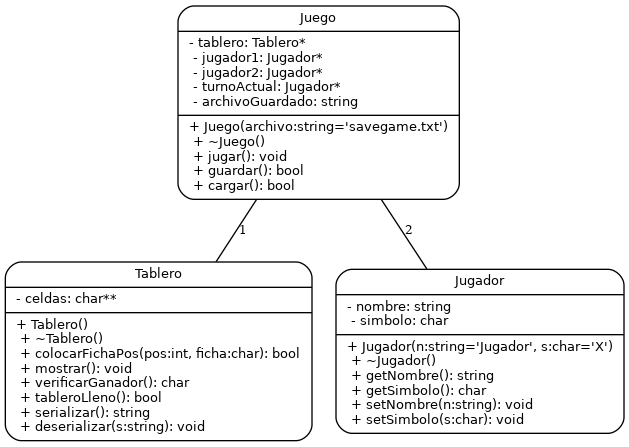 Juego
- tablero: Tablero*
- jugador1: Jugador*
- jugador2: Jugador*
- turnoActual: Jugador*
- archivoGuardado: string
+ Juego(archivo:string='savegame.txt')
+ ~Juego()
+ jugar(): void
+ guardar(): bool
+ cargar(): bool
1
2
Tablero
- celdas: char**
+ Tablero()
+ ~Tablero()
+ colocarFichaPos(pos:int, ficha:char): bool
+ mostrar(): void
+ verificarGanador(): char
+ tableroLleno(): bool
+ serializar(): string
+ deserializar(s:string): void
Jugador
- nombre: string
- simbolo: char
+ Jugador(n:string='Jugador', s:char='X')
+ ~Jugador()
+ getNombre(): string
+ getSimbolo(): char
+ setNombre(n:string): void
+ setSimbolo(s:char): void